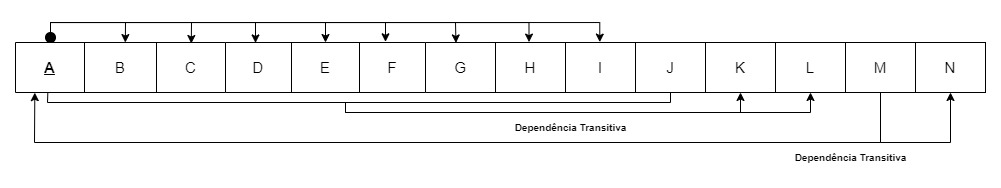 A B C D E F G H I J K L M N
Dependência Transitiva
Dependência Transitiva